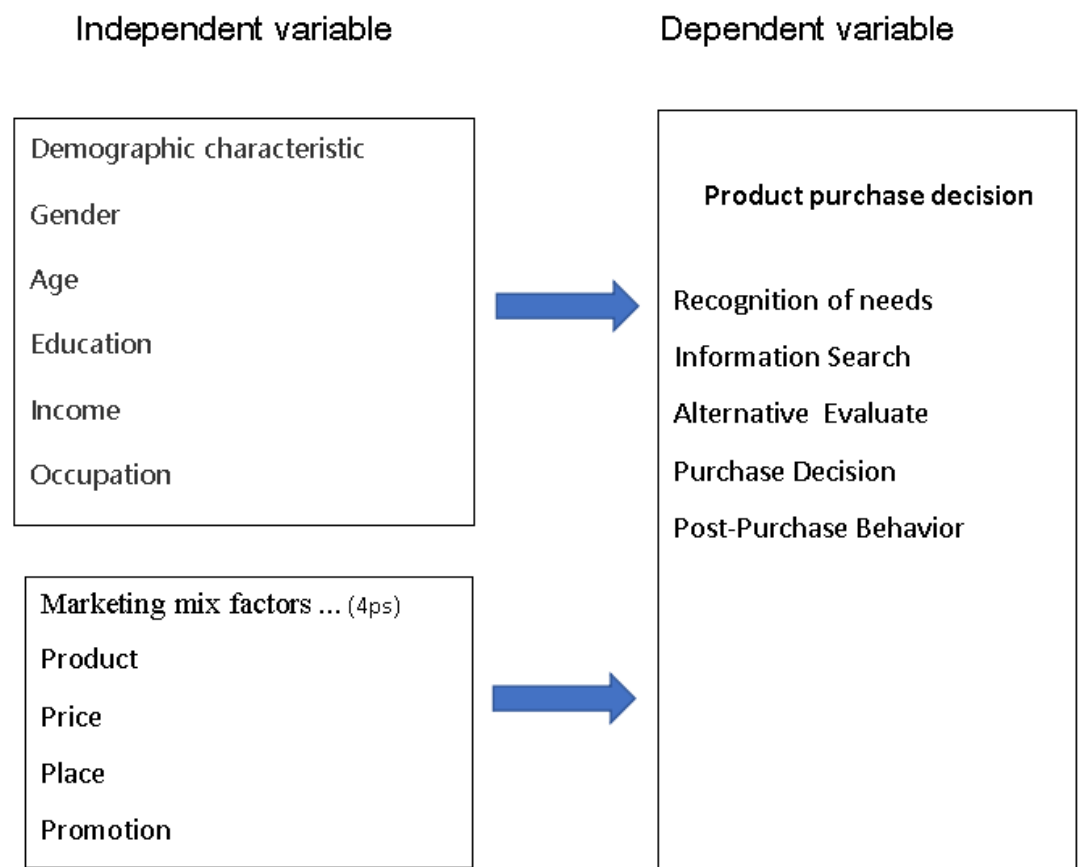 Independent variable
Dependent variable
Demographic characteristic
Gender
Age
Education
Income
Occupation
Marketing mix factors ... (4ps)
Product
Price
Place
Promotion
Product purchase decision
Recognition of needs
Information Search
Alternative  Evaluate
Purchase Decision
Post-Purchase Behavior